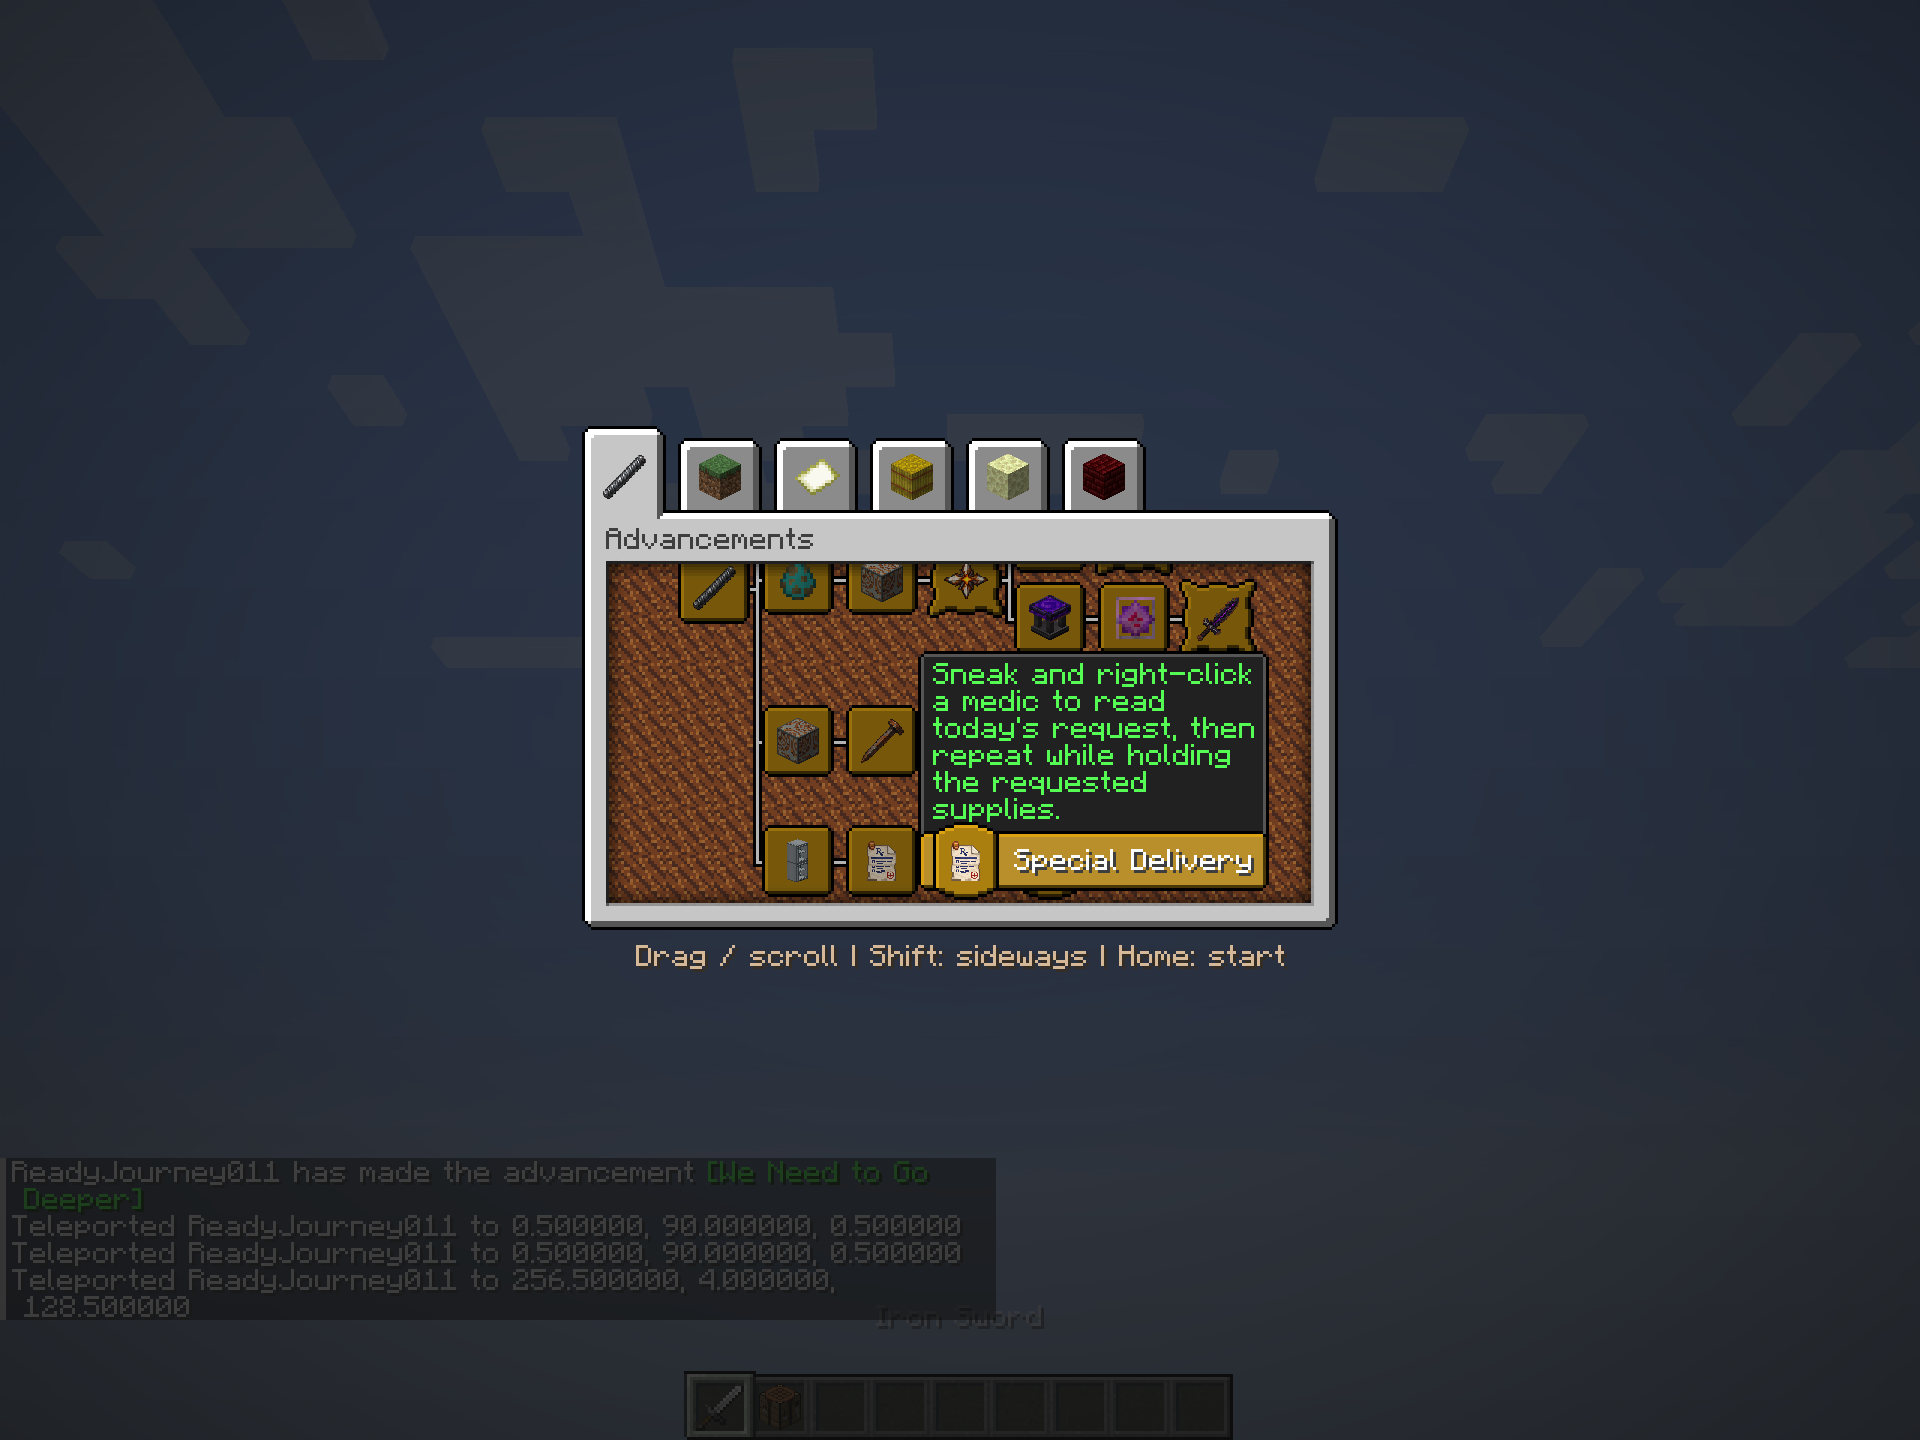 Advancements
Sneak and right-click
a medic to read
today's request, then
repeat while holding
the requested
supplies.
Special Delivery
Drag / scroll | Shift: sideways | Home: start
ReadyJourney011 has made the advancement [We Need to Go
Deeper]
Teleported ReadyJourney011 to 0.500000, 90.000000, 0.500000
Teleported ReadyJourney011 to 0.500000, 90.000000, 0.500000
Teleported ReadyJourney011 to 256.500000, 4.000000,
128.500000
Iron Sword